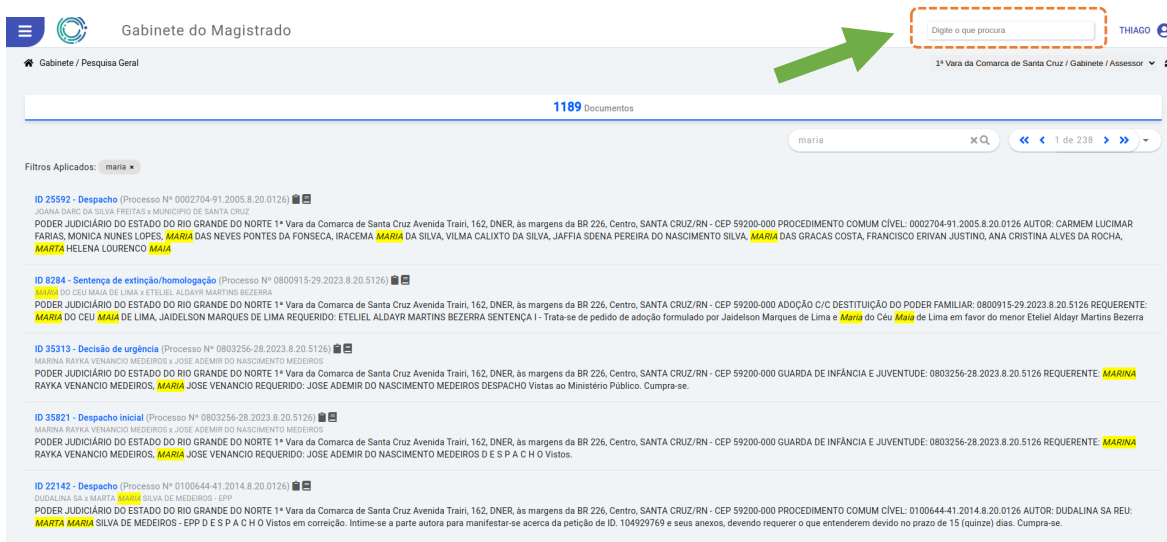 Gabinete do Magistrado
Digite o que procura
THIAGO
Gabinete / Pesquisa Geral
1ª Vara da Comarca de Santa Cruz / Gabinete / Assessor
1189 Documentos
maria
1 de 238
Filtros Aplicados: maria ×
ID 25592 - Despacho (Processo Nº 0002704-91.2005.8.20.0126)
JOANA DARC DA SILVA FREITAS x MUNICIPIO DE SANTA CRUZ
PODER JUDICIÁRIO DO ESTADO DO RIO GRANDE DO NORTE 1ª Vara da Comarca de Santa Cruz Avenida Trairi, 162, DNER, às margens da BR 226, Centro, SANTA CRUZ/RN - CEP 59200-000 PROCEDIMENTO COMUM CÍVEL: 0002704-91.2005.8.20.0126 AUTOR: CARMEM LUCIMAR
FARIAS, MONICA NUNES LOPES, MARIA DAS NEVES PONTES DA FONSECA, IRACEMA MARIA DA SILVA, VILMA CALIXTO DA SILVA, JAFFIA SDENA PEREIRA DO NASCIMENTO SILVA, MARIA DAS GRACAS COSTA, FRANCISCO ERIVAN JUSTINO, ANA CRISTINA ALVES DA ROCHA,
MARTA HELENA LOURENCO MAIA
ID 8284 - Sentença de extinção/homologação (Processo Nº 0800915-29.2023.8.20.5126)
MARIA DO CEU MAIA DE LIMA x ETELIEL ALDAYR MARTINS BEZERRA
PODER JUDICIÁRIO DO ESTADO DO RIO GRANDE DO NORTE 1ª Vara da Comarca de Santa Cruz Avenida Trairi, 162, DNER, às margens da BR 226, Centro, SANTA CRUZ/RN - CEP 59200-000 ADOÇÃO C/C DESTITUIÇÃO DO PODER FAMILIAR: 0800915-29.2023.8.20.5126 REQUERENTE:
MARIA DO CEU MAIA DE LIMA, JAIDELSON MARQUES DE LIMA REQUERIDO: ETELIEL ALDAYR MARTINS BEZERRA SENTENÇA I - Trata-se de pedido de adoção formulado por Jaidelson Marques de Lima e Maria do Céu Maia de Lima em favor do menor Eteliel Aldayr Martins Bezerra
ID 35313 - Decisão de urgência (Processo Nº 0803256-28.2023.8.20.5126)
MARINA RAYKA VENANCIO MEDEIROS x JOSE ADEMIR DO NASCIMENTO MEDEIROS
PODER JUDICIÁRIO DO ESTADO DO RIO GRANDE DO NORTE 1ª Vara da Comarca de Santa Cruz Avenida Trairi, 162, DNER, às margens da BR 226, Centro, SANTA CRUZ/RN - CEP 59200-000 GUARDA DE INFÂNCIA E JUVENTUDE: 0803256-28.2023.8.20.5126 REQUERENTE: MARINA
RAYKA VENANCIO MEDEIROS, MARIA JOSE VENANCIO REQUERIDO: JOSE ADEMIR DO NASCIMENTO MEDEIROS DESPACHO Vistas ao Ministério Público. Cumpra-se.
ID 35821 - Despacho inicial (Processo Nº 0803256-28.2023.8.20.5126)
MARINA RAYKA VENANCIO MEDEIROS x JOSE ADEMIR DO NASCIMENTO MEDEIROS
PODER JUDICIÁRIO DO ESTADO DO RIO GRANDE DO NORTE 1ª Vara da Comarca de Santa Cruz Avenida Trairi, 162, DNER, às margens da BR 226, Centro, SANTA CRUZ/RN - CEP 59200-000 GUARDA DE INFÂNCIA E JUVENTUDE: 0803256-28.2023.8.20.5126 REQUERENTE: MARINA
RAYKA VENANCIO MEDEIROS, MARIA JOSE VENANCIO REQUERIDO: JOSE ADEMIR DO NASCIMENTO MEDEIROS D E S P A C H O Vistos.
ID 22142 - Despacho (Processo Nº 0100644-41.2014.8.20.0126)
DUDALINA SA x MARTA MARIA SILVA DE MEDEIROS - EPP
PODER JUDICIÁRIO DO ESTADO DO RIO GRANDE DO NORTE 1ª Vara da Comarca de Santa Cruz Avenida Trairi, 162, DNER, às margens da BR 226, Centro, SANTA CRUZ/RN - CEP 59200-000 PROCEDIMENTO COMUM CÍVEL: 0100644-41.2014.8.20.0126 AUTOR: DUDALINA SA REU:
MARTA MARIA SILVA DE MEDEIROS - EPP D E S P A C H O Vistos em correição. Intime-se a parte autora para manifestar-se acerca da petição de ID. 104929769 e seus anexos, devendo requerer o que entenderem devido no prazo de 15 (quinze) dias. Cumpra-se.